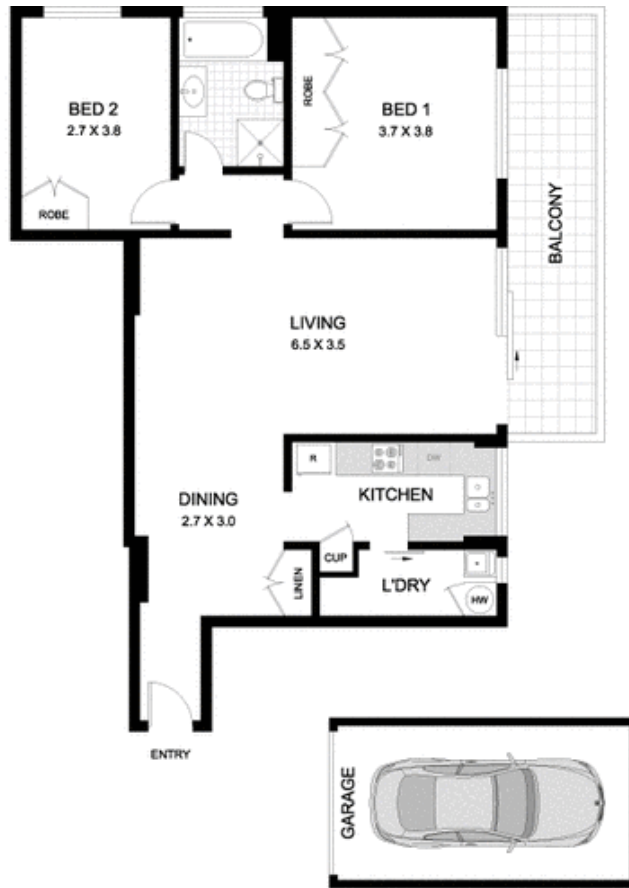 BED 2
2.7 X 3.8
ROBE
ROBE
BED 1
3.7 X 3.8
BALCONY
LIVING
6.5 X 3.5
DINING
2.7 X 3.0
R
DW
KITCHEN
CUP
LINEN
L'DRY
HW
ENTRY
GARAGE